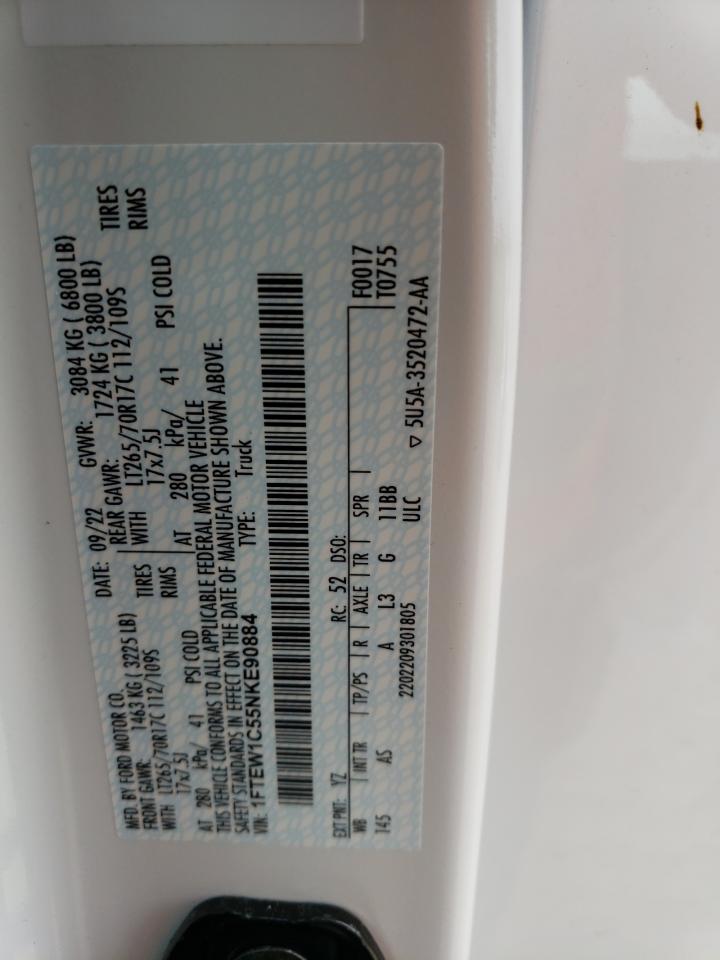 MFD. BY FORD MOTOR CO. DATE: 09/22 GVWR: 3084 KG ( 6800 LB)
FRONT GAWR: 1463 KG ( 3225 LB) REAR GAWR: 1724 KG ( 3800 LB)
WITH LT265/70R17C 112/109S TIRES WITH LT265/70R17C 112/109S TIRES
17x7.5J RIMS 17x7.5J RIMS
AT 280 kPa/ 41 PSI COLD AT 280 kPa/ 41 PSI COLD
THIS VEHICLE CONFORMS TO ALL APPLICABLE FEDERAL MOTOR VEHICLE
SAFETY STANDARDS IN EFFECT ON THE DATE OF MANUFACTURE SHOWN ABOVE.
VIN: 1FTEW1C55NKE90884 TYPE: Truck
EXT PNT: YZ RC: 52 DSO: F0017
WB INT TR TP/PS R AXLE TR SPR T0755
145 AS A L3 G 11BB
2202209301805 ULC ▽ 5U5A-3520472-AA